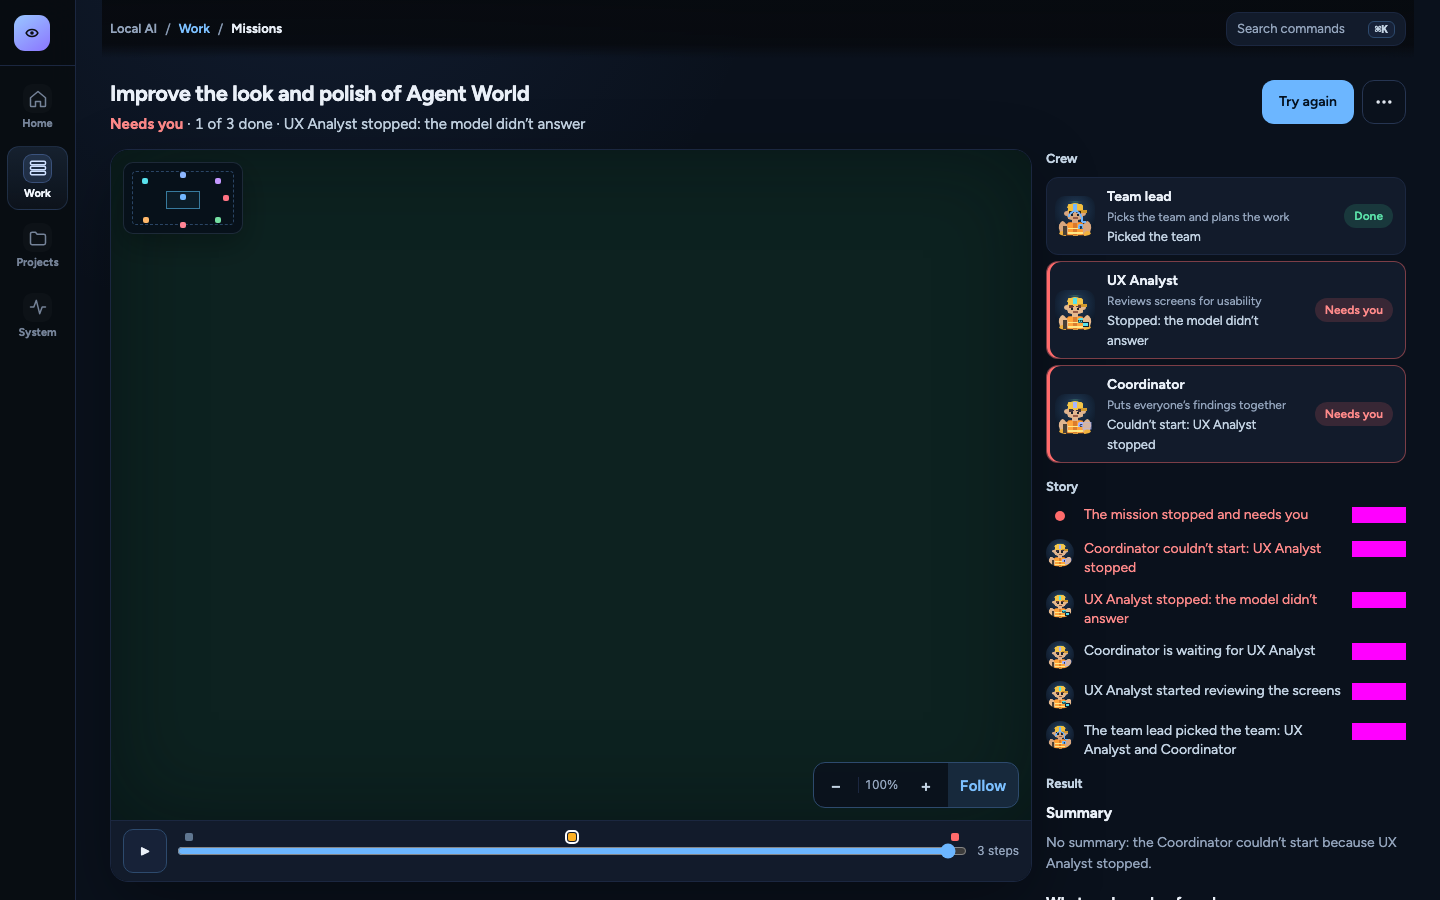 Local AI / Work / Missions
Search commands ⌘K
Home
Work
Projects
System
Improve the look and polish of Agent World
Needs you · 1 of 3 done · UX Analyst stopped: the model didn’t answer
Try again
Crew
Team lead
Picks the team and plans the work
Picked the team
Done
UX Analyst
Reviews screens for usability
Stopped: the model didn’t
answer
Needs you
Coordinator
Puts everyone’s findings together
Couldn’t start: UX Analyst
stopped
Needs you
Story
The mission stopped and needs you
Coordinator couldn’t start: UX Analyst
stopped
UX Analyst stopped: the model didn’t
answer
Coordinator is waiting for UX Analyst
UX Analyst started reviewing the screens
The team lead picked the team: UX
Analyst and Coordinator
Result
Summary
No summary: the Coordinator couldn’t start because UX
Analyst stopped.
− 100% + Follow
3 steps